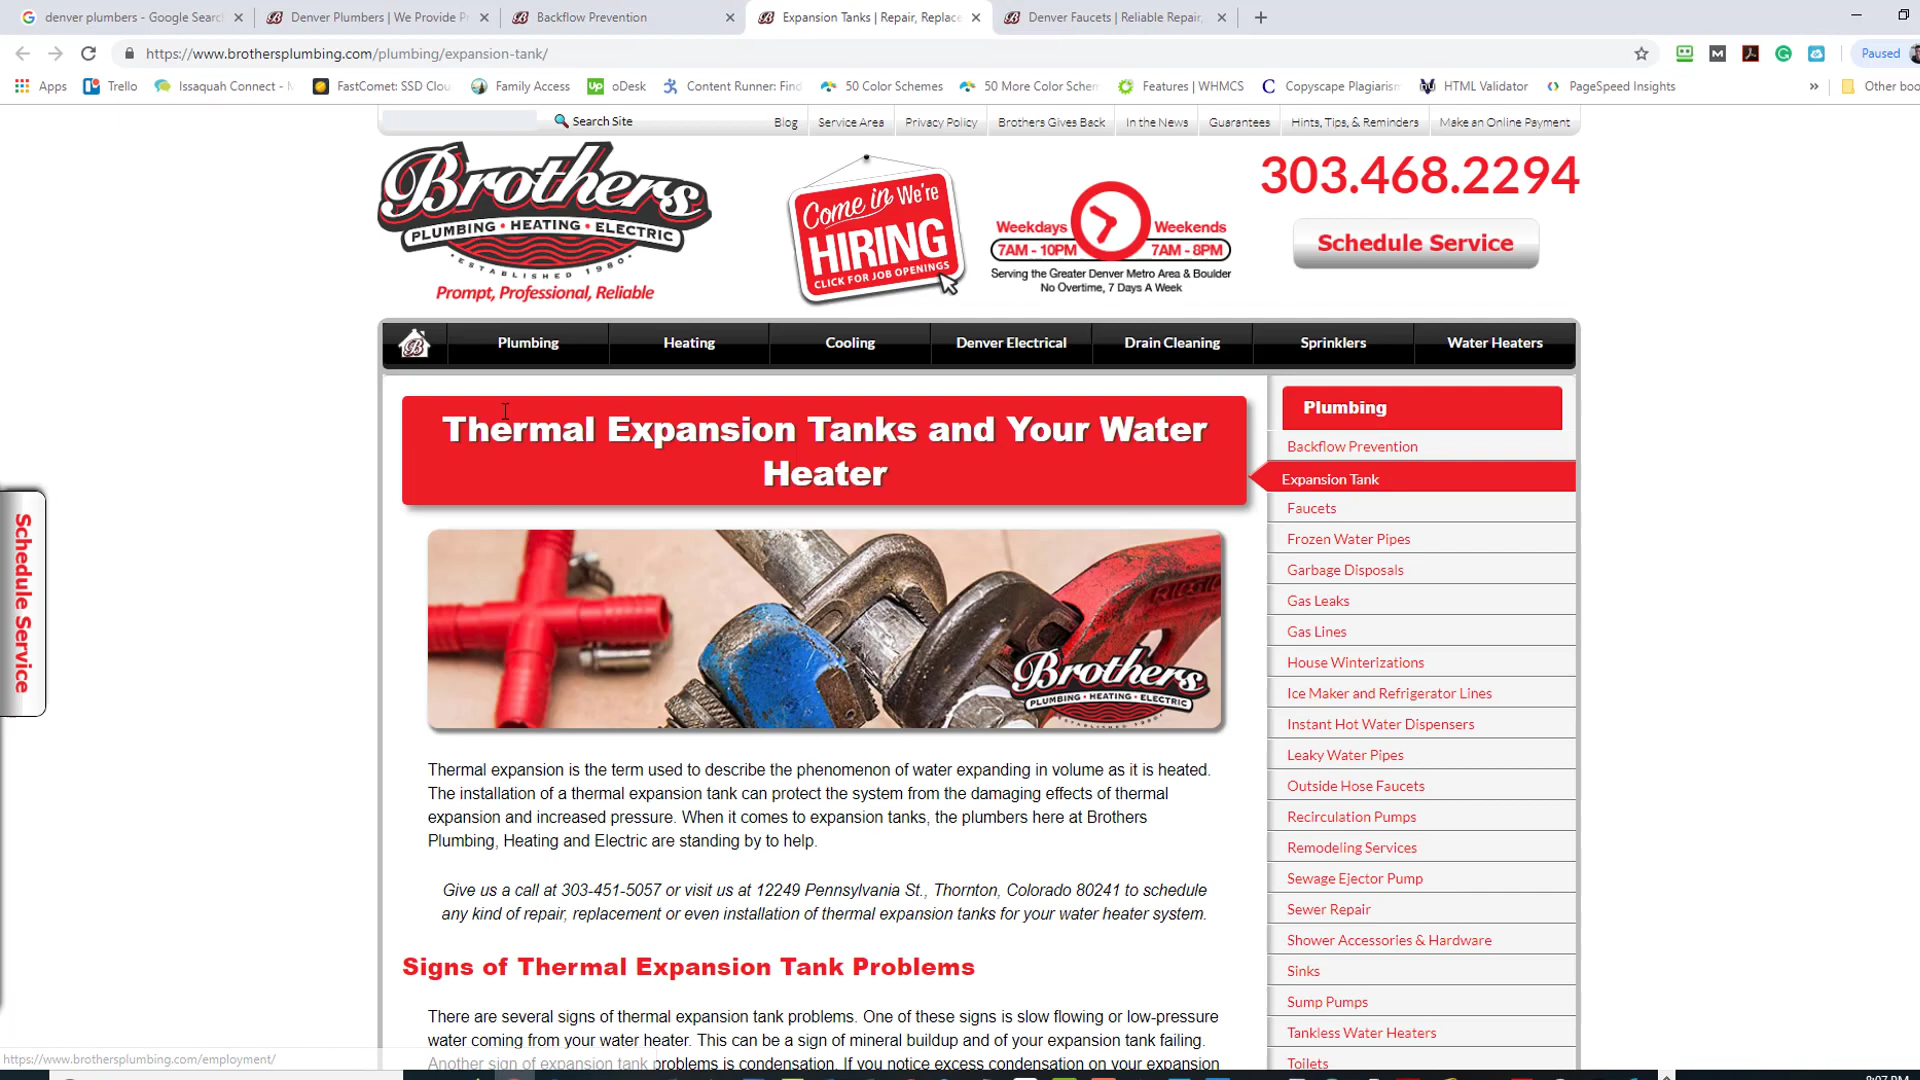 denver plumbers - Google Searc
Denver Plumbers | We Provide Pr
Backflow Prevention
Expansion Tanks | Repair, Replace
Denver Faucets | Reliable Repair,
https://www.brothersplumbing.com/plumbing/expansion-tank/
Paused
Apps
Trello
Issaquah Connect -
FastComet: SSD Clou
Family Access
Up
oDesk
Content Runner: Find
50 Color Schemes
50 More Color Schem
Features | WHMCS
C
Copyscape Plagiarism
HTML Validator
PageSpeed Insights
»
Other boo
Search Site
Blog
Service Area
Privacy Policy
Brothers Gives Back
In the News
Guarantees
Hints, Tips, & Reminders
Make an Online Payment
Brothers
PLUMBING • HEATING • ELECTRIC
ESTABLISHED 1980
Prompt, Professional, Reliable
Come in We're
HIRING
CLICK FOR JOB OPENINGS
Weekdays
7AM - 10PM
Weekends
7AM - 8PM
Serving the Greater Denver Metro Area & Boulder
No Overtime, 7 Days A Week
303.468.2294
Schedule Service
B
Plumbing
Heating
Cooling
Denver Electrical
Drain Cleaning
Sprinklers
Water Heaters
Schedule Service
Thermal Expansion Tanks and Your Water
Heater
RIDGID
Brothers
PLUMBING • HEATING • ELECTRIC
ESTABLISHED 1980
Thermal expansion is the term used to describe the phenomenon of water expanding in volume as it is heated.
The installation of a thermal expansion tank can protect the system from the damaging effects of thermal
expansion and increased pressure. When it comes to expansion tanks, the plumbers here at Brothers
Plumbing, Heating and Electric are standing by to help.
Give us a call at 303-451-5057 or visit us at 12249 Pennsylvania St., Thornton, Colorado 80241 to schedule
any kind of repair, replacement or even installation of thermal expansion tanks for your water heater system.
Signs of Thermal Expansion Tank Problems
There are several signs of thermal expansion tank problems. One of these signs is slow flowing or low-pressure
water coming from your water heater. This can be a sign of mineral buildup and of your expansion tank failing.
Another sign of expansion tank problems is condensation. If you notice excess condensation on your expansion
Plumbing
Backflow Prevention
Expansion Tank
Faucets
Frozen Water Pipes
Garbage Disposals
Gas Leaks
Gas Lines
House Winterizations
Ice Maker and Refrigerator Lines
Instant Hot Water Dispensers
Leaky Water Pipes
Outside Hose Faucets
Recirculation Pumps
Remodeling Services
Sewage Ejector Pump
Sewer Repair
Shower Accessories & Hardware
Sinks
Sump Pumps
Tankless Water Heaters
Toilets
https://www.brothersplumbing.com/employment/
8:07 PM